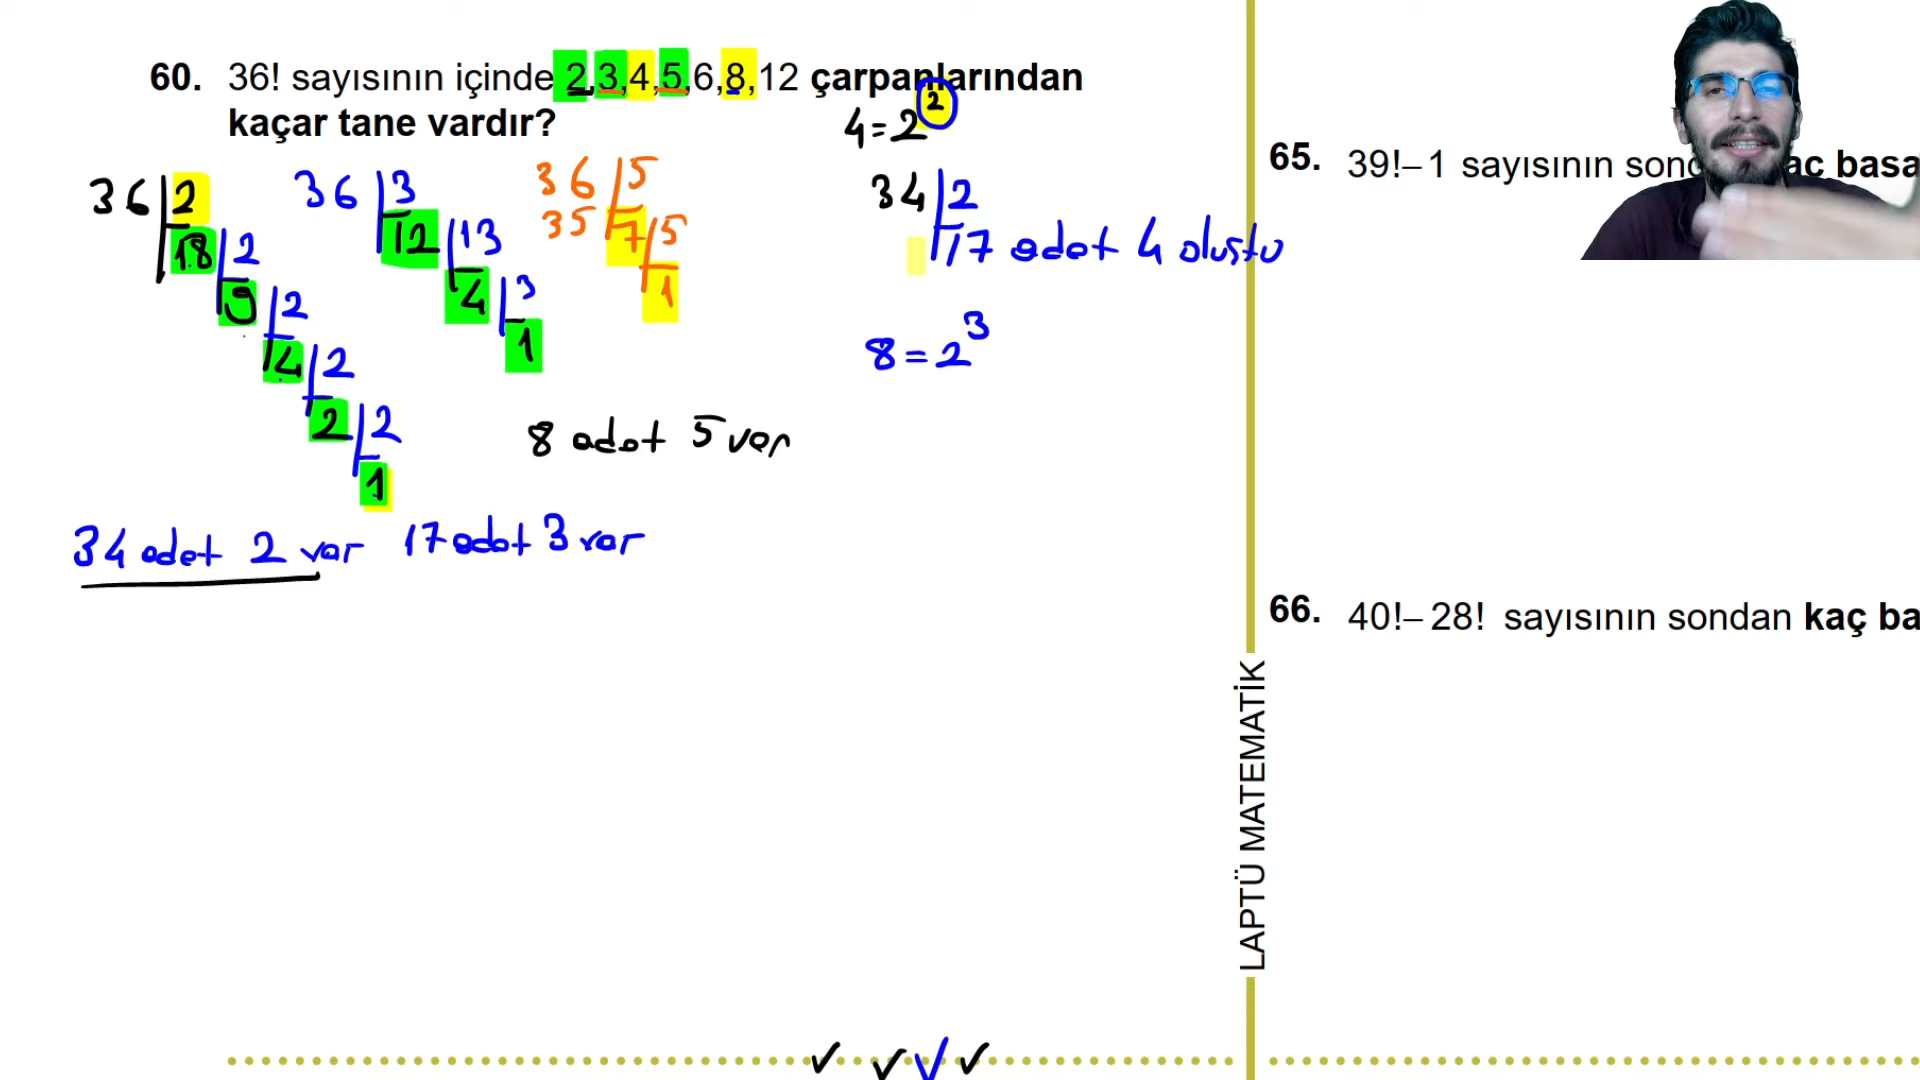 60. 36! sayısının içinde 2,3,4,5,6,8,12 çarpanlarından
kaçar tane vardır?
4=2²
36 2
18 2
9 2
4 2
2 2
1
36 3
12 3
4 3
1
36 5
35 7 5
1
34 2
17 adet 4 oluştu
8=2³
8 adet 5 var
34 adet 2 var
17 adet 3 var
LAPTÜ MATEMATİK
65. 39!–1 sayısının
66. 40!–28! sayısının sondan kaç ba